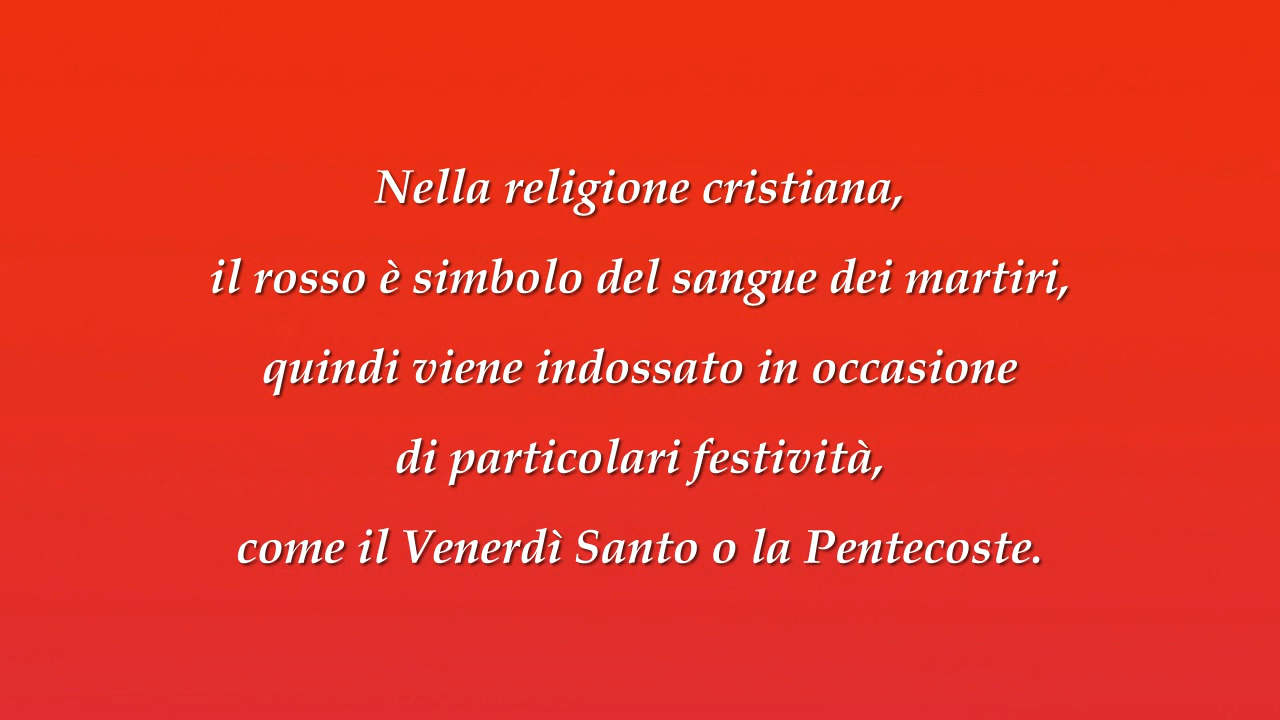 Nella religione cristiana,
il rosso è simbolo del sangue dei martiri,
quindi viene indossato in occasione
di particolari festività,
come il Venerdì Santo o la Pentecoste.